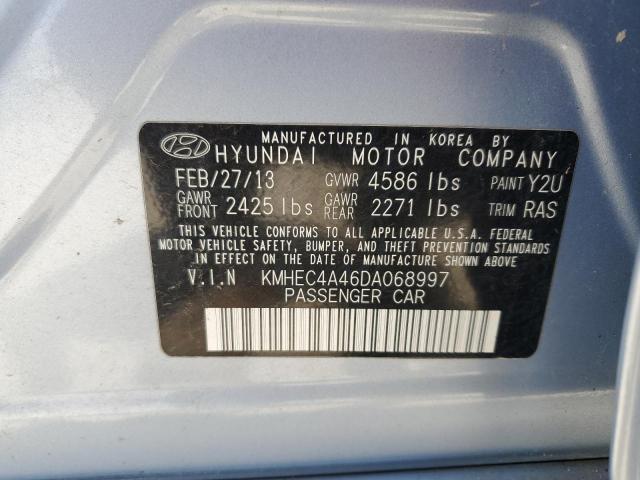 MANUFACTURED IN KOREA BY
HYUNDAI MOTOR COMPANY
FEB/27/13 GVWR 4586 lbs PAINT Y2U
GAWR FRONT 2425 lbs GAWR REAR 2271 lbs TRIM RAS
THIS VEHICLE CONFORMS TO ALL APPLICABLE U.S.A. FEDERAL
MOTOR VEHICLE SAFETY, BUMPER, AND THEFT PREVENTION STANDARDS
IN EFFECT ON THE DATE OF MANUFACTURE SHOWN ABOVE.
V.I.N KMHEC4A46DA068997
PASSENGER CAR